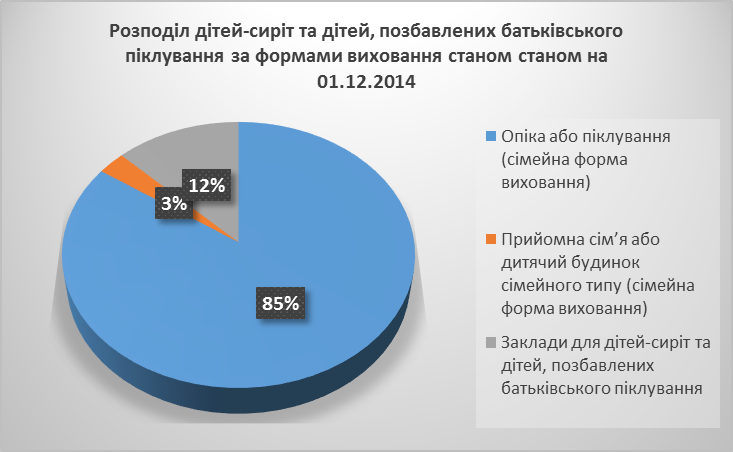 Розподіл дітей-сиріт та дітей, позбавлених батьківського
піклування за формами виховання станом станом на
01.12.2014
12%
3%
85%
Опіка або піклування
(сімейна форма
виховання)
Прийомна сім’я або
дитячий будинок
сімейного типу (сімейна
форма виховання)
Заклади для дітей-сиріт та
дітей, позбавлених
батьківського піклування